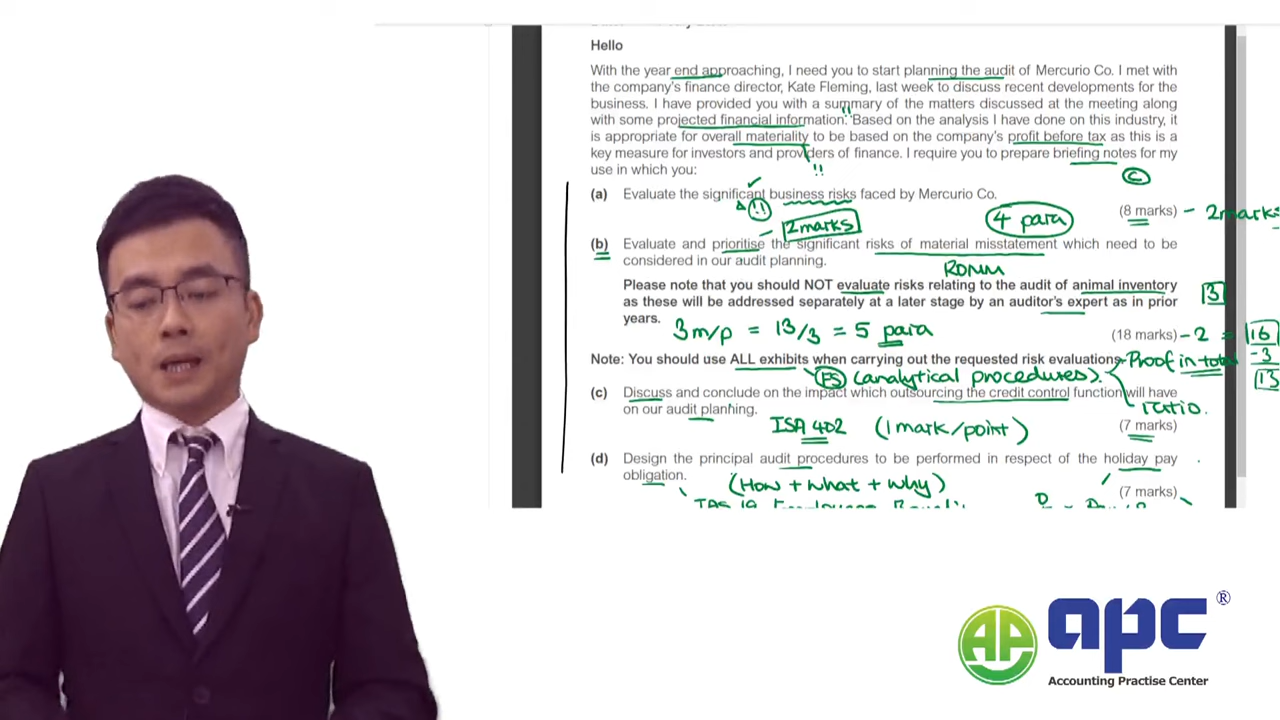 Hello
With the year end approaching, I need you to start planning the audit of Mercurio Co. I met with
the company's finance director, Kate Fleming, last week to discuss recent developments for the
business. I have provided you with a summary of the matters discussed at the meeting along
with some projected financial information. !! Based on the analysis I have done on this industry, it
is appropriate for overall materiality to be based on the company's profit before tax as this is a
key measure for investors and providers of finance. I require you to prepare briefing notes for my
use in which you: !!
C
(a) Evaluate the significant business risks faced by Mercurio Co.
!! 4 para (8 marks) - 2marks
2marks
(b) Evaluate and prioritise the significant risks of material misstatement which need to be
considered in our audit planning. ROMM
Please note that you should NOT evaluate risks relating to the audit of animal inventory
as these will be addressed separately at a later stage by an auditor's expert as in prior
years.
3m/p = 13/3 = 5 para
(18 marks) - 2 = 16
-3
13
Note: You should use ALL exhibits when carrying out the requested risk evaluations. Proof in total
FS (analytical procedures).
ratio.
(c) Discuss and conclude on the impact which outsourcing the credit control function will have
on our audit planning.
ISA 402 (1mark/point) (7 marks)
(d) Design the principal audit procedures to be performed in respect of the holiday pay
obligation. (How + what + why)
(7 marks)
apc ®
AP
Accounting Practise Center